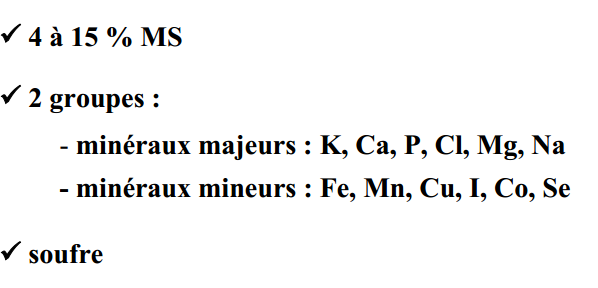 ✓ 4 à 15 % MS
✓ 2 groupes :
- minéraux majeurs : K, Ca, P, Cl, Mg, Na
- minéraux mineurs : Fe, Mn, Cu, I, Co, Se
✓ soufre